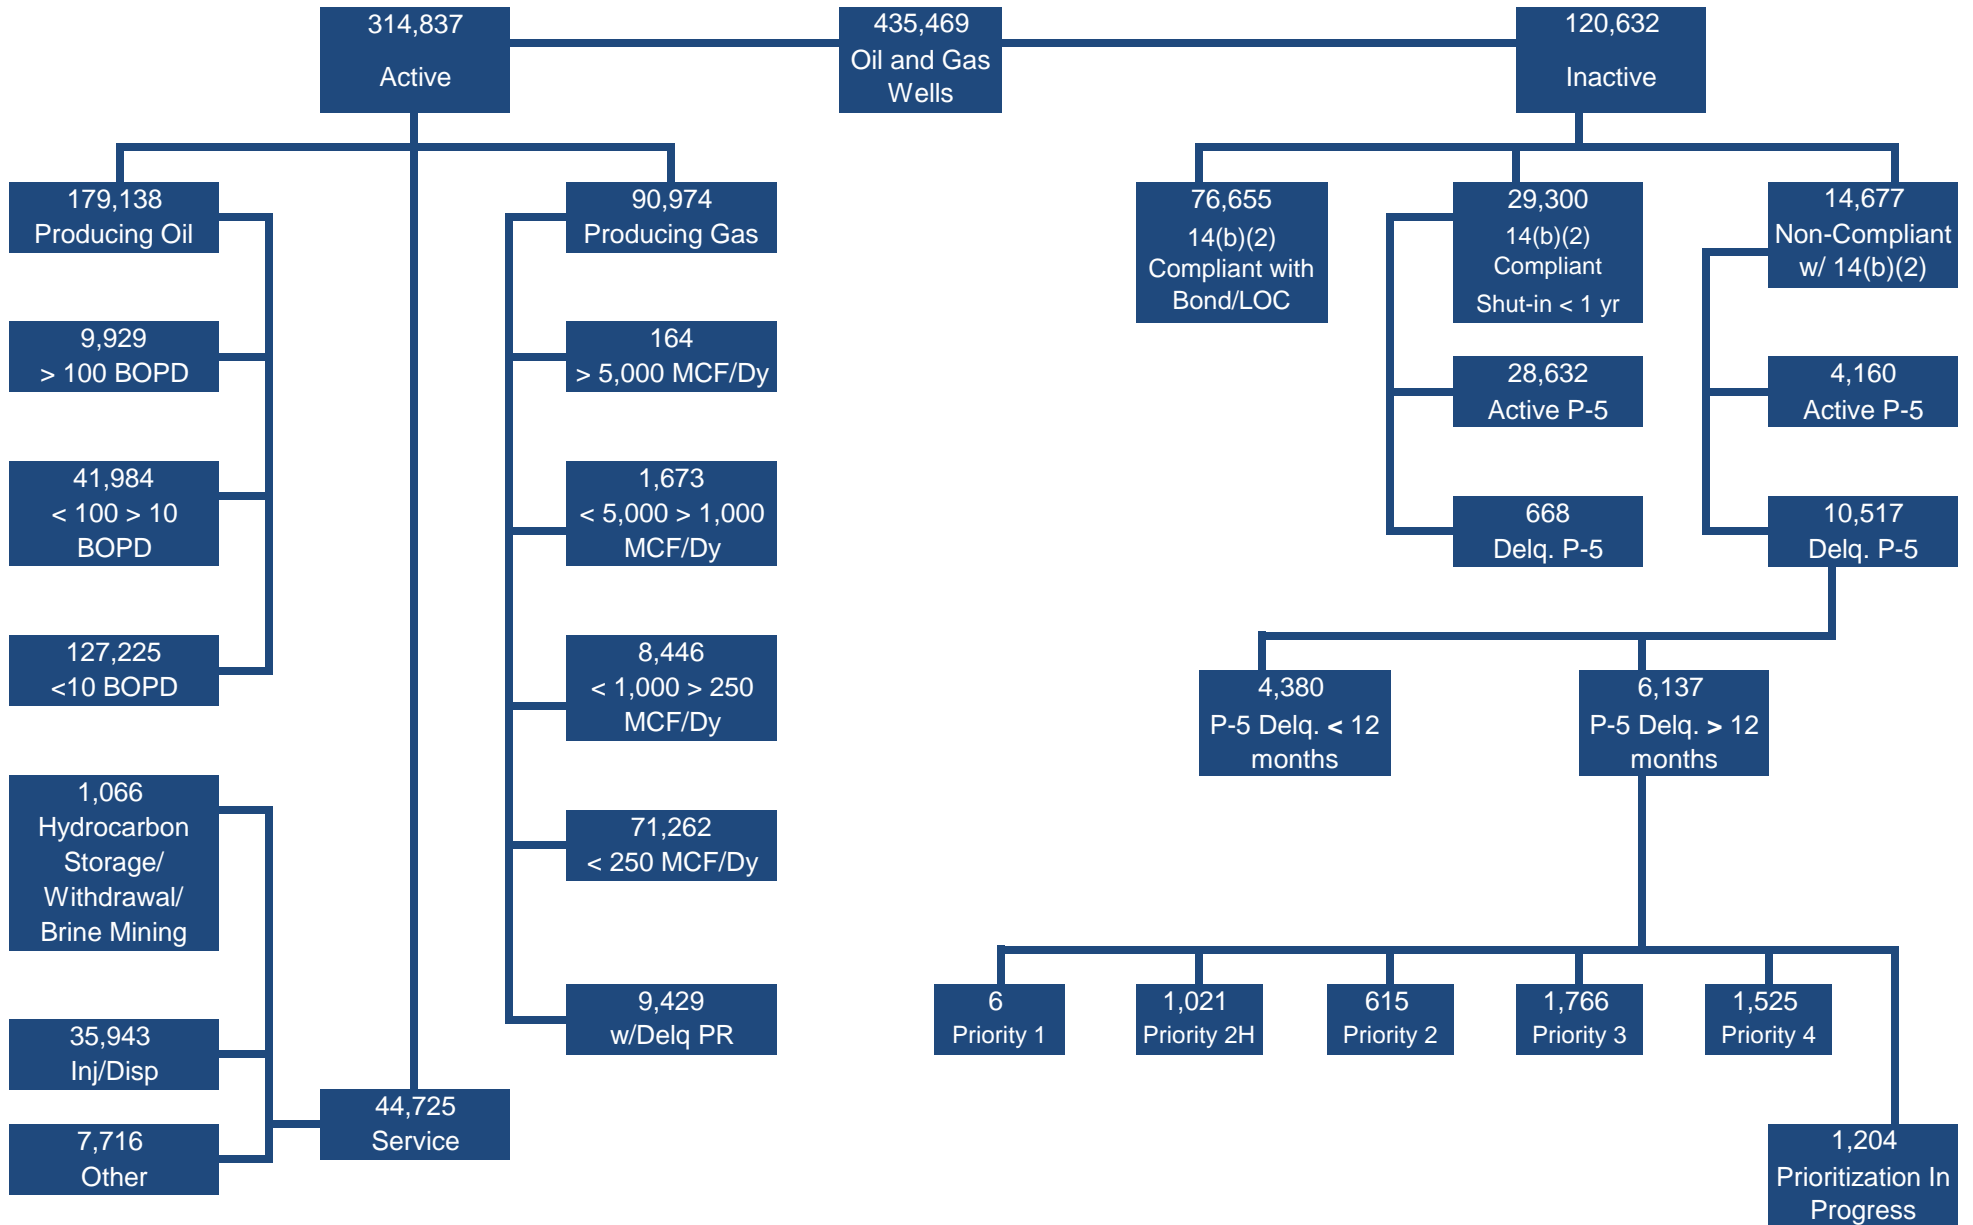 314,837
Active
435,469
Oil and Gas
Wells
120,632
Inactive
179,138
Producing Oil
9,929
> 100 BOPD
41,984
< 100 > 10
BOPD
127,225
<10 BOPD
90,974
Producing Gas
164
> 5,000 MCF/Dy
1,673
< 5,000 > 1,000
MCF/Dy
8,446
< 1,000 > 250
MCF/Dy
71,262
< 250 MCF/Dy
9,429
w/Delq PR
1,066
Hydrocarbon
Storage/
Withdrawal/
Brine Mining
35,943
Inj/Disp
7,716
Other
44,725
Service
76,655
14(b)(2)
Compliant with
Bond/LOC
29,300
14(b)(2)
Compliant
Shut-in < 1 yr
28,632
Active P-5
668
Delq. P-5
14,677
Non-Compliant
w/ 14(b)(2)
4,160
Active P-5
10,517
Delq. P-5
4,380
P-5 Delq. < 12
months
6,137
P-5 Delq. > 12
months
6
Priority 1
1,021
Priority 2H
615
Priority 2
1,766
Priority 3
1,525
Priority 4
1,204
Prioritization In
Progress